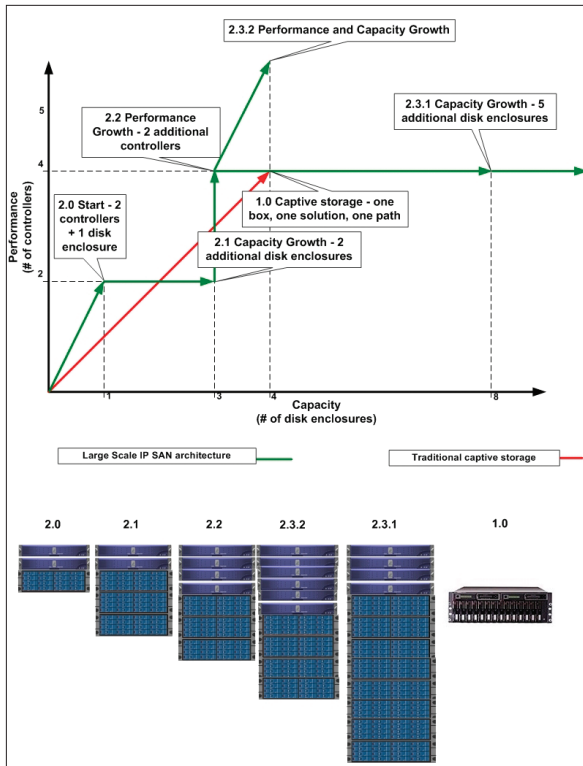 2.3.2 Performance and Capacity Growth
5
2.2 Performance
Growth - 2 additional
controllers
2.3.1 Capacity Growth - 5
additional disk enclosures
4
2.0 Start - 2
controllers
+ 1 disk
enclosure
1.0 Captive storage - one
box, one solution, one path
2.1 Capacity Growth - 2
additional disk enclosures
Performance
(# of controllers)
2
1
3
4
8
Capacity
(# of disk enclosures)
Large Scale IP SAN architecture
Traditional captive storage
2.0
2.1
2.2
2.3.2
2.3.1
1.0